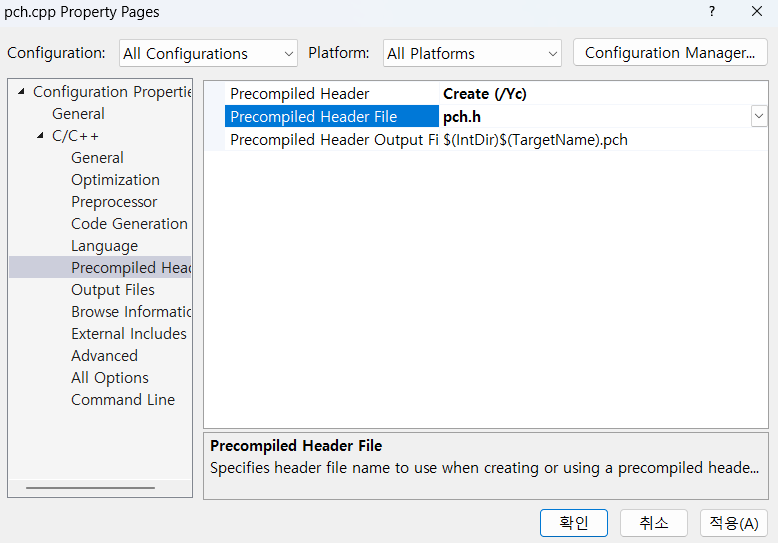 pch.cpp Property Pages ? ×
Configuration: All Configurations Platform: All Platforms Configuration Manager...
Configuration Propertie
General
C/C++
General
Optimization
Preprocessor
Code Generation
Language
Precompiled Head
Output Files
Browse Informatio
External Includes
Advanced
All Options
Command Line
Precompiled Header Create (/Yc)
Precompiled Header File pch.h
Precompiled Header Output Fi $(IntDir)$(TargetName).pch
Precompiled Header File
Specifies header file name to use when creating or using a precompiled heade...
확인 취소 적용(A)